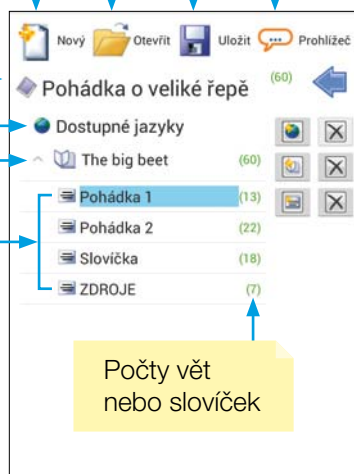 Nový Otevřít Uložit Prohlížeč
Pohádka o veliké řepě (60)
Dostupné jazyky
The big beet (60)
Pohádka 1 (13)
Pohádka 2 (22)
Slovíčka (18)
ZDROJE (7)
Počty vět
nebo slovíček